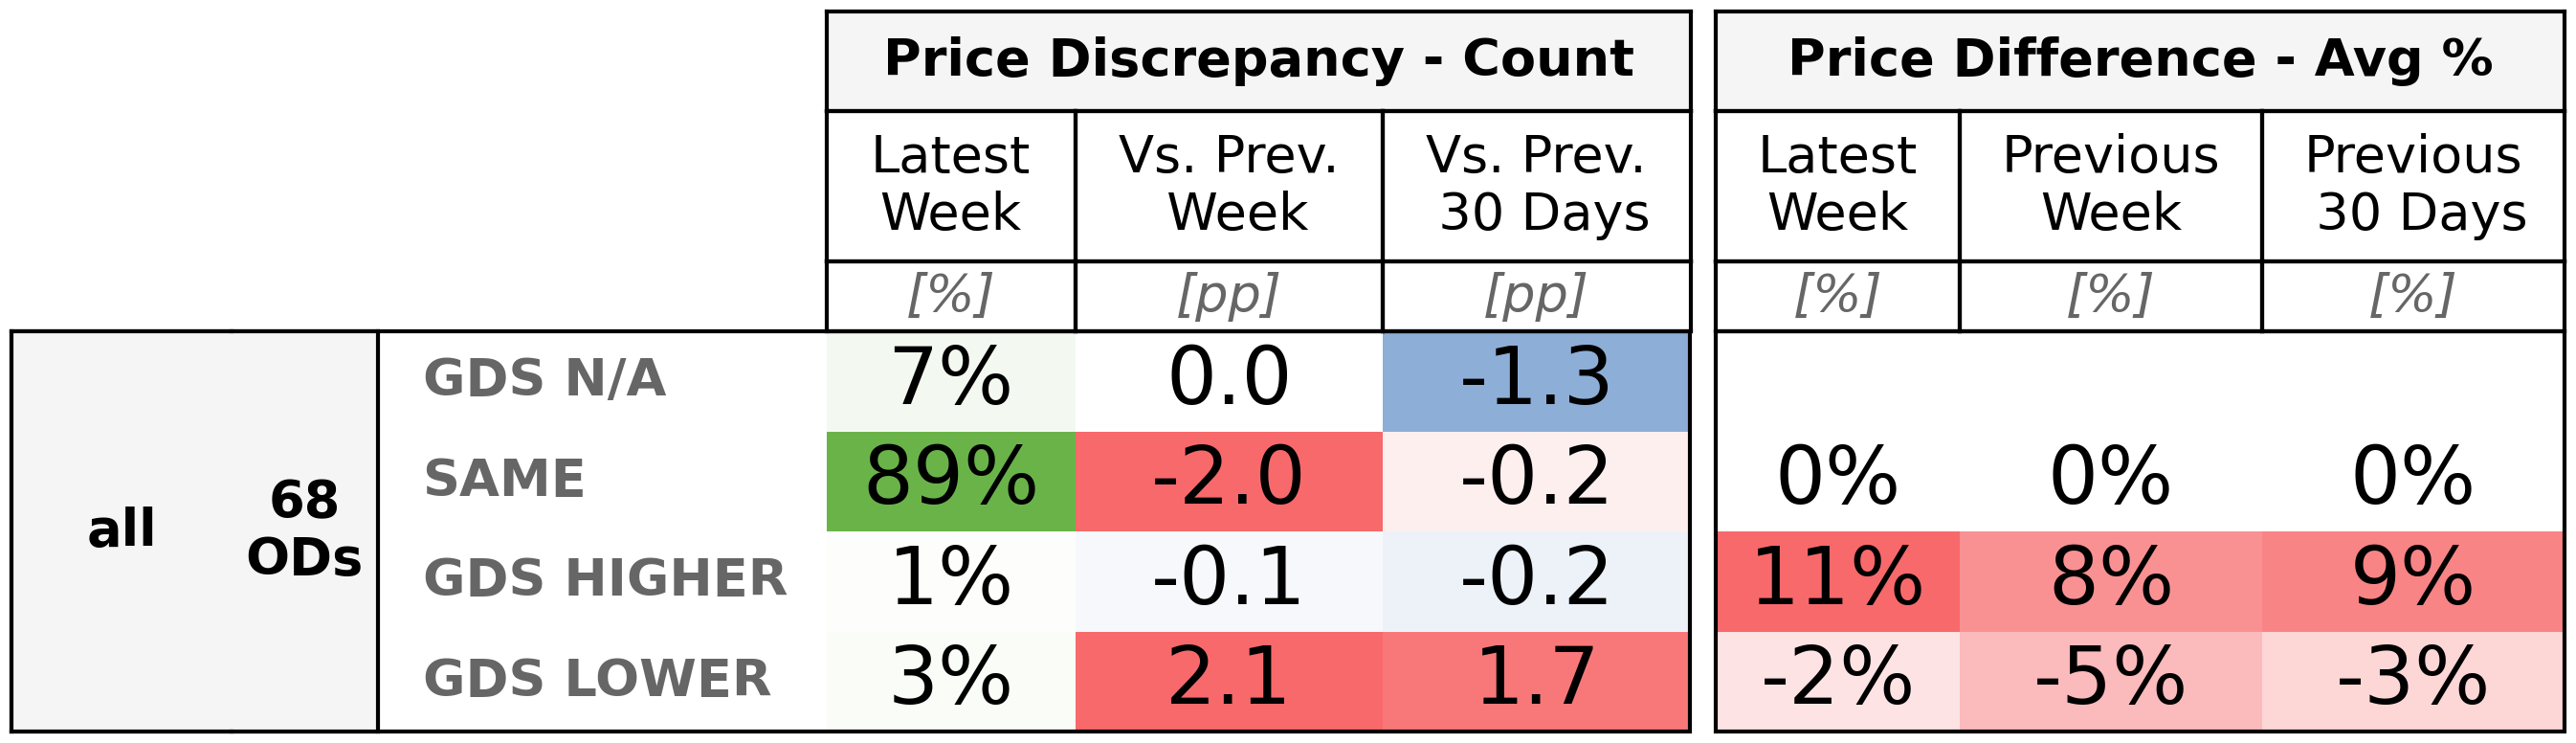 Price Discrepancy - Count Price Difference - Avg %
Latest Week Vs. Prev. Week Vs. Prev. 30 Days Latest Week Previous Week Previous 30 Days
[%] [pp] [pp] [%] [%] [%]
all 68 ODs
GDS N/A 7% 0.0 -1.3
SAME 89% -2.0 -0.2 0% 0% 0%
GDS HIGHER 1% -0.1 -0.2 11% 8% 9%
GDS LOWER 3% 2.1 1.7 -2% -5% -3%